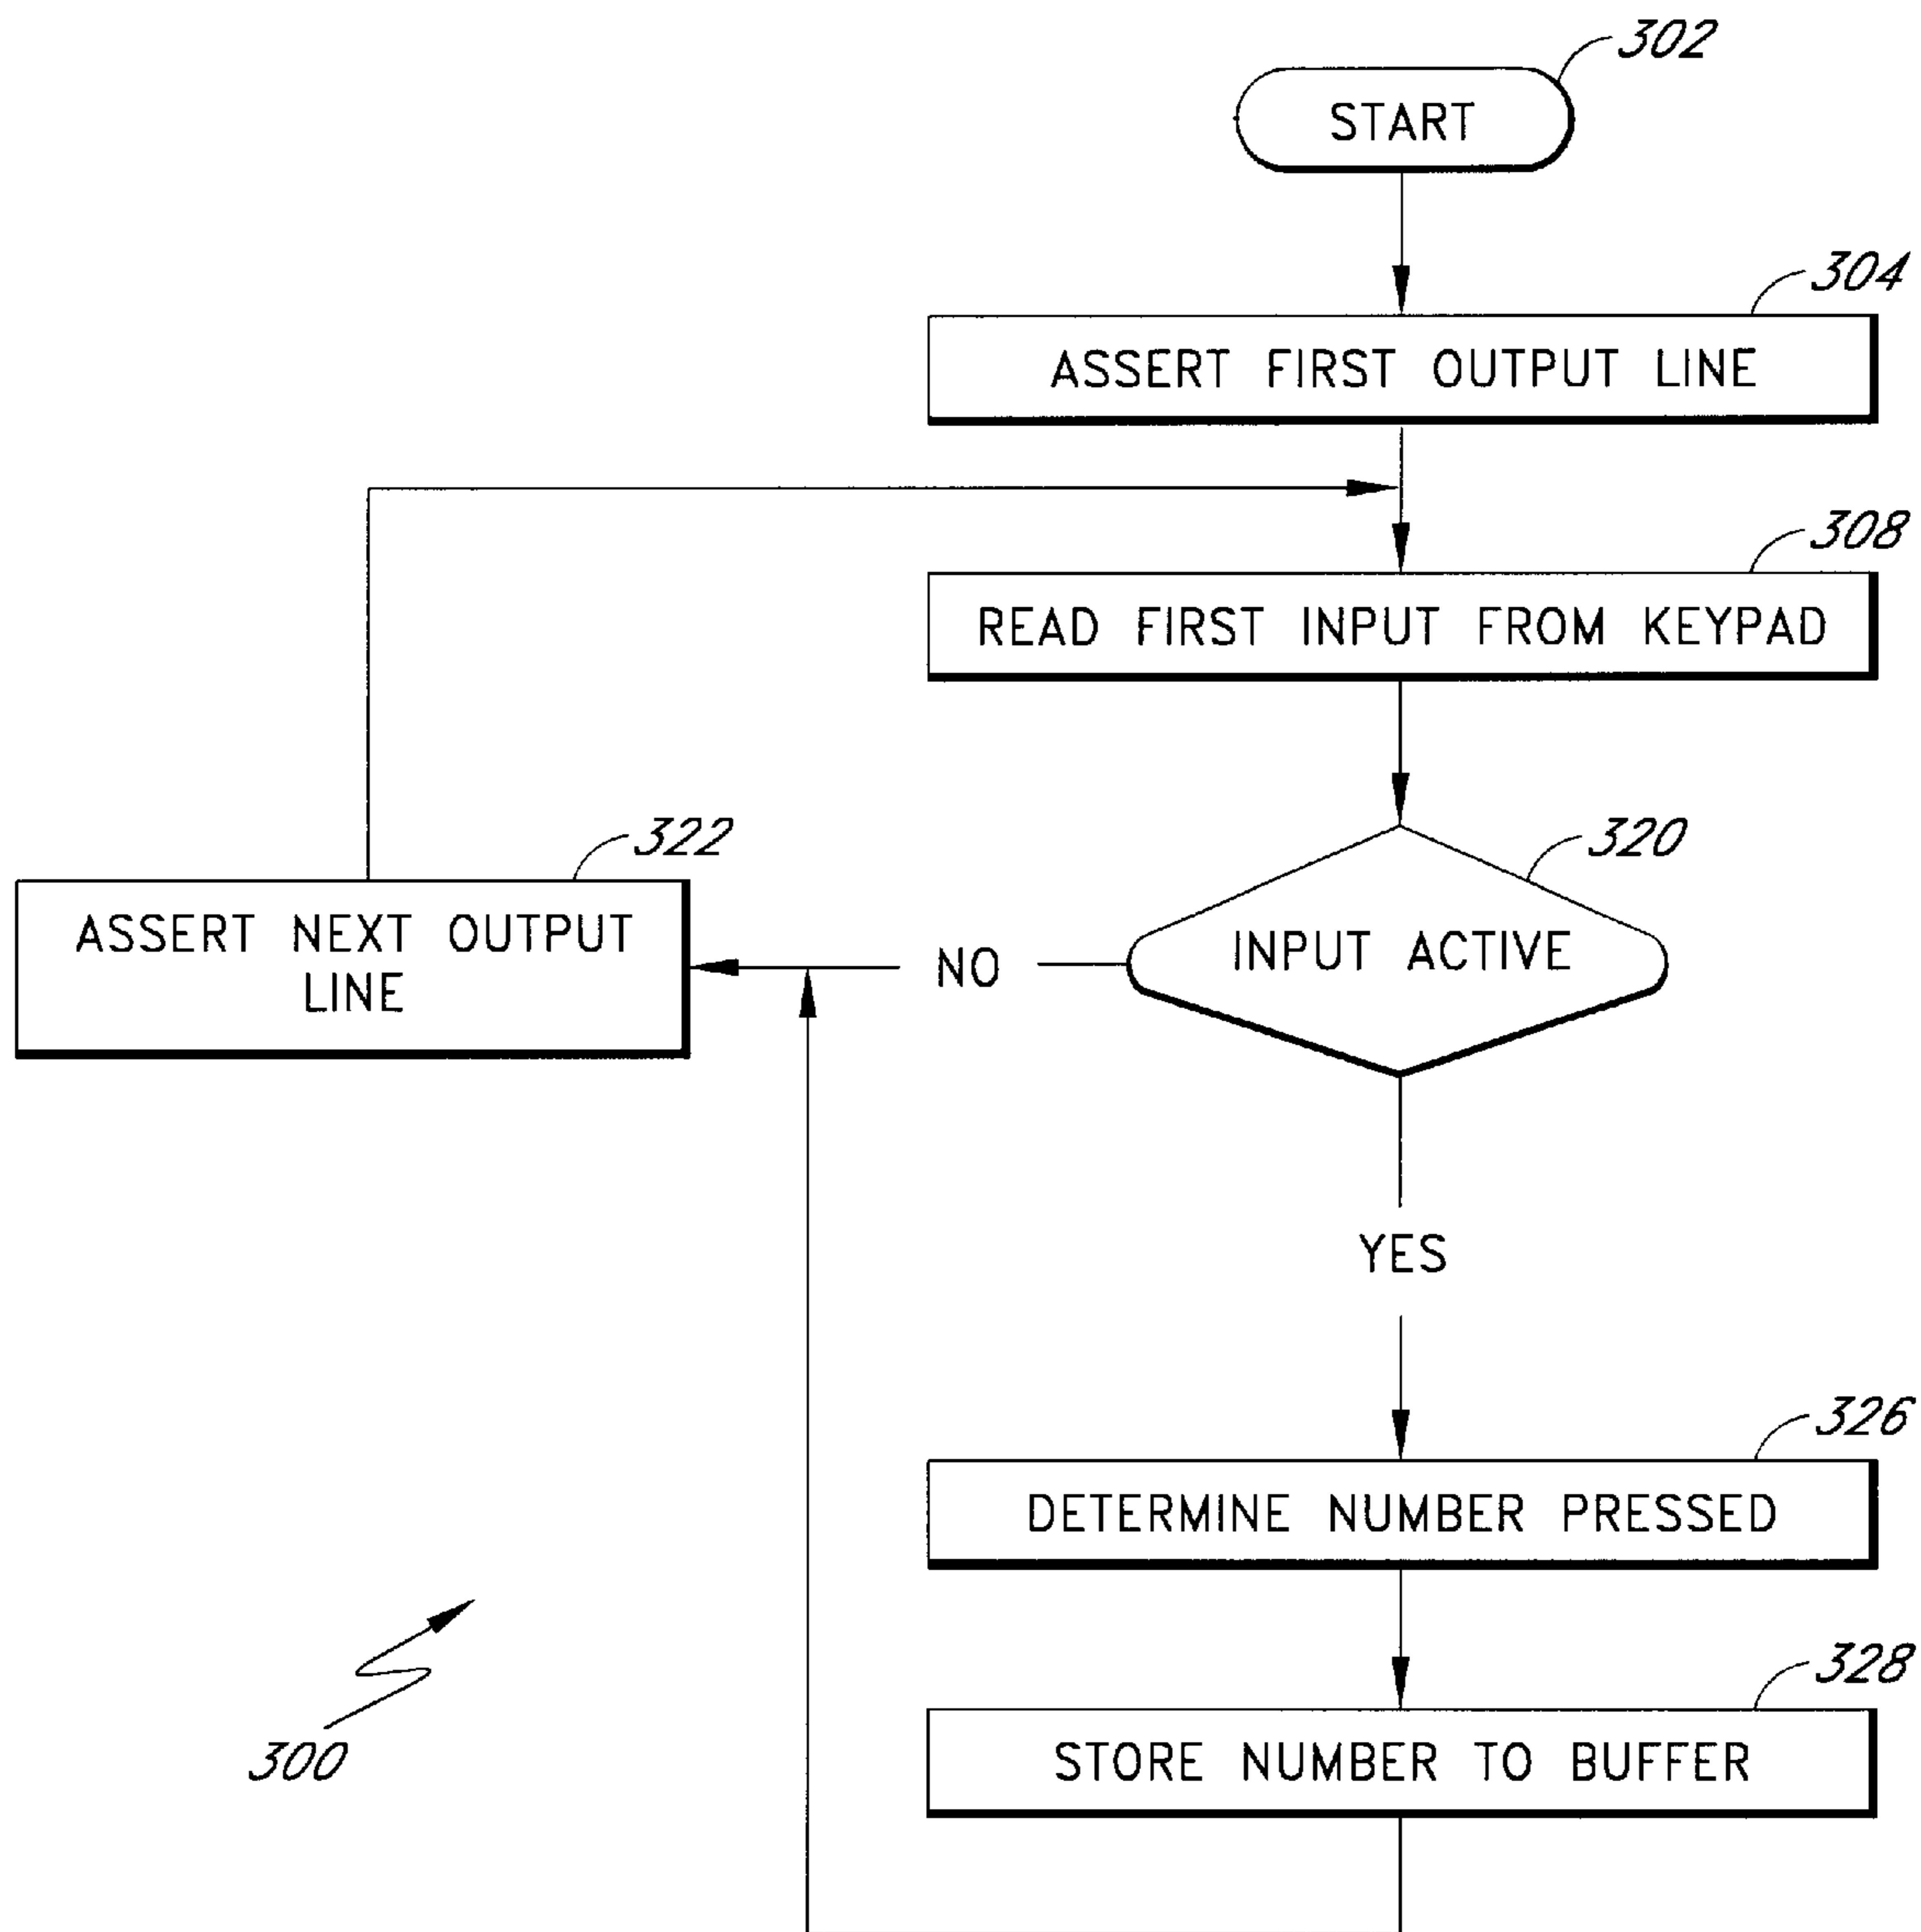 302
START
304
ASSERT FIRST OUTPUT LINE
308
READ FIRST INPUT FROM KEYPAD
320
INPUT ACTIVE
NO
322
ASSERT NEXT OUTPUT
LINE
YES
326
DETERMINE NUMBER PRESSED
328
STORE NUMBER TO BUFFER
300